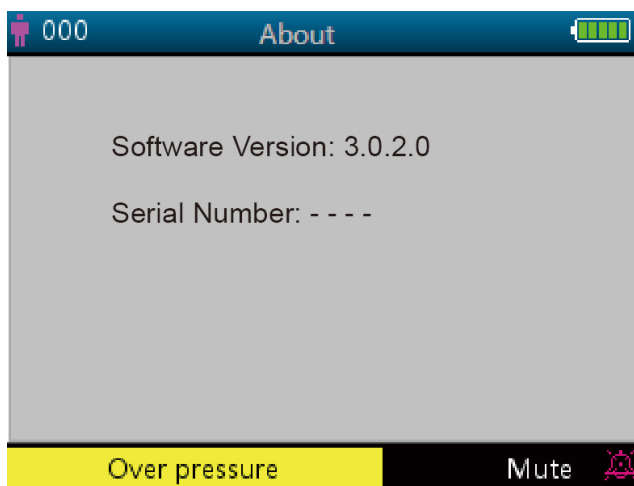 000 About
Software Version: 3.0.2.0
Serial Number: - - - -
Over pressure Mute